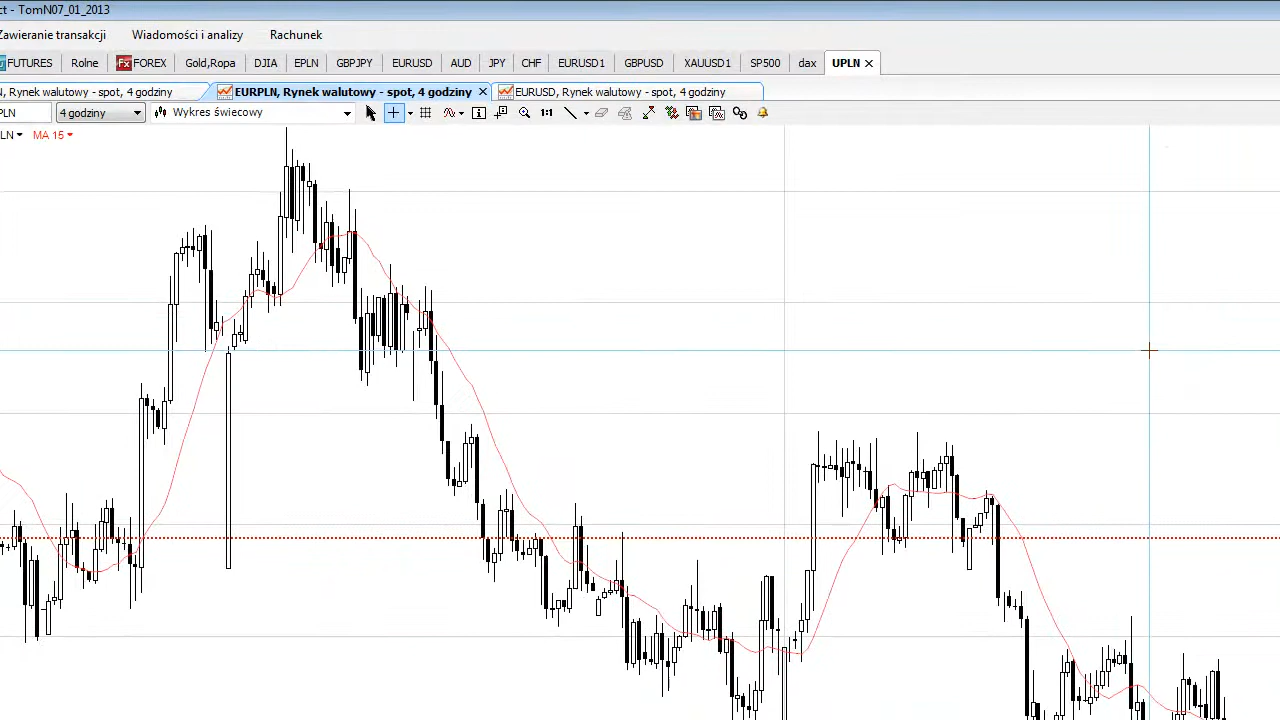 ct - TomN07_01_2013
Zawieranie transakcji Wiadomości i analizy Rachunek
FUTURES Rolne Fx FOREX Gold,Ropa DJIA EPLN GBPJPY EURUSD AUD JPY CHF EURUSD1 GBPUSD XAUUSD1 SP500 dax UPLN
N, Rynek walutowy - spot, 4 godziny EURPLN, Rynek walutowy - spot, 4 godziny EURUSD, Rynek walutowy - spot, 4 godziny
PLN 4 godziny Wykres świecowy 1:1
LN MA 15